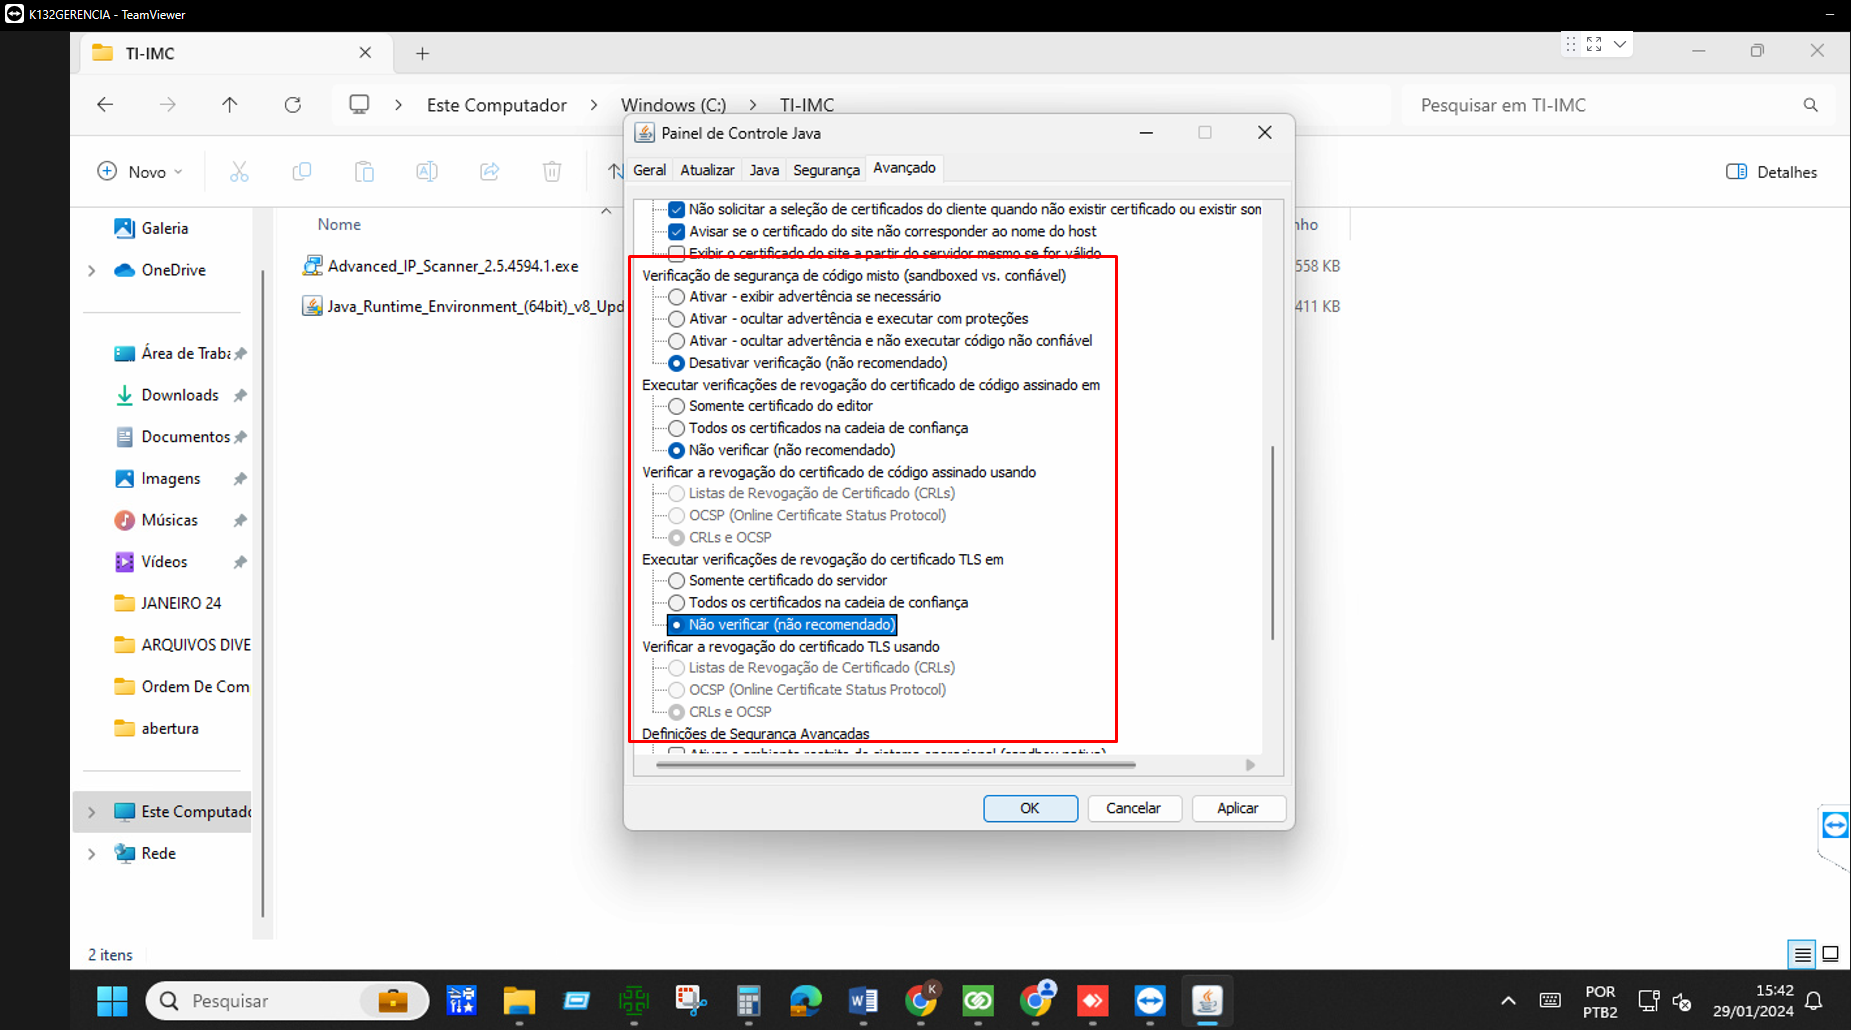 K132GERENCIA - TeamViewer
TI-IMC
Este Computador > Windows (C:) > TI-IMC
Pesquisar em TI-IMC
Painel de Controle Java
Novo
Geral Atualizar Java Segurança Avançado
Detalhes
Galeria
OneDrive
Área de Traba
Downloads
Documentos
Imagens
Músicas
Vídeos
JANEIRO 24
ARQUIVOS DIVE
Ordem De Com
abertura
Este Computado
Rede
Nome
nho
Advanced_IP_Scanner_2.5.4594.1.exe
558 KB
Java_Runtime_Environment_(64bit)_v8_Upd
411 KB
Não solicitar a seleção de certificados do cliente quando não existir certificado ou existir som
Avisar se o certificado do site não corresponder ao nome do host
Exibir o certificado do site a partir do servidor mesmo se for válido
Verificação de segurança de código misto (sandboxed vs. confiável)
Ativar - exibir advertência se necessário
Ativar - ocultar advertência e executar com proteções
Ativar - ocultar advertência e não executar código não confiável
Desativar verificação (não recomendado)
Executar verificações de revogação do certificado de código assinado em
Somente certificado do editor
Todos os certificados na cadeia de confiança
Não verificar (não recomendado)
Verificar a revogação do certificado de código assinado usando
Listas de Revogação de Certificado (CRLs)
OCSP (Online Certificate Status Protocol)
CRLs e OCSP
Executar verificações de revogação do certificado TLS em
Somente certificado do servidor
Todos os certificados na cadeia de confiança
Não verificar (não recomendado)
Verificar a revogação do certificado TLS usando
Listas de Revogação de Certificado (CRLs)
OCSP (Online Certificate Status Protocol)
CRLs e OCSP
Definições de Segurança Avançadas
Ativar o ambiente restrito do sistema operacional (sandbox nativo)
OK Cancelar Aplicar
2 itens
Pesquisar
K
POR
PTB2
15:42
29/01/2024